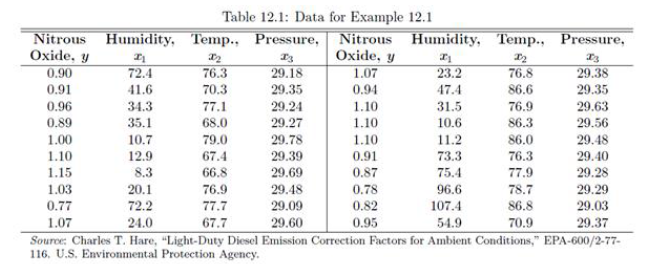 Table 12.1: Data for Example 12.1
Nitrous Humidity, Temp., Pressure, Nitrous Humidity, Temp., Pressure,
Oxide, y x₁ x₂ x₃ Oxide, y x₁ x₂ x₃
0.90 72.4 76.3 29.18 1.07 23.2 76.8 29.38
0.91 41.6 70.3 29.35 0.94 47.4 86.6 29.35
0.96 34.3 77.1 29.24 1.10 31.5 76.9 29.63
0.89 35.1 68.0 29.27 1.10 10.6 86.3 29.56
1.00 10.7 79.0 29.78 1.10 11.2 86.0 29.48
1.10 12.9 67.4 29.39 0.91 73.3 76.3 29.40
1.15 8.3 66.8 29.69 0.87 75.4 77.9 29.28
1.03 20.1 76.9 29.48 0.78 96.6 78.7 29.29
0.77 72.2 77.7 29.09 0.82 107.4 86.8 29.03
1.07 24.0 67.7 29.60 0.95 54.9 70.9 29.37
Source: Charles T. Hare, "Light-Duty Diesel Emission Correction Factors for Ambient Conditions," EPA-600/2-77-
116. U.S. Environmental Protection Agency.